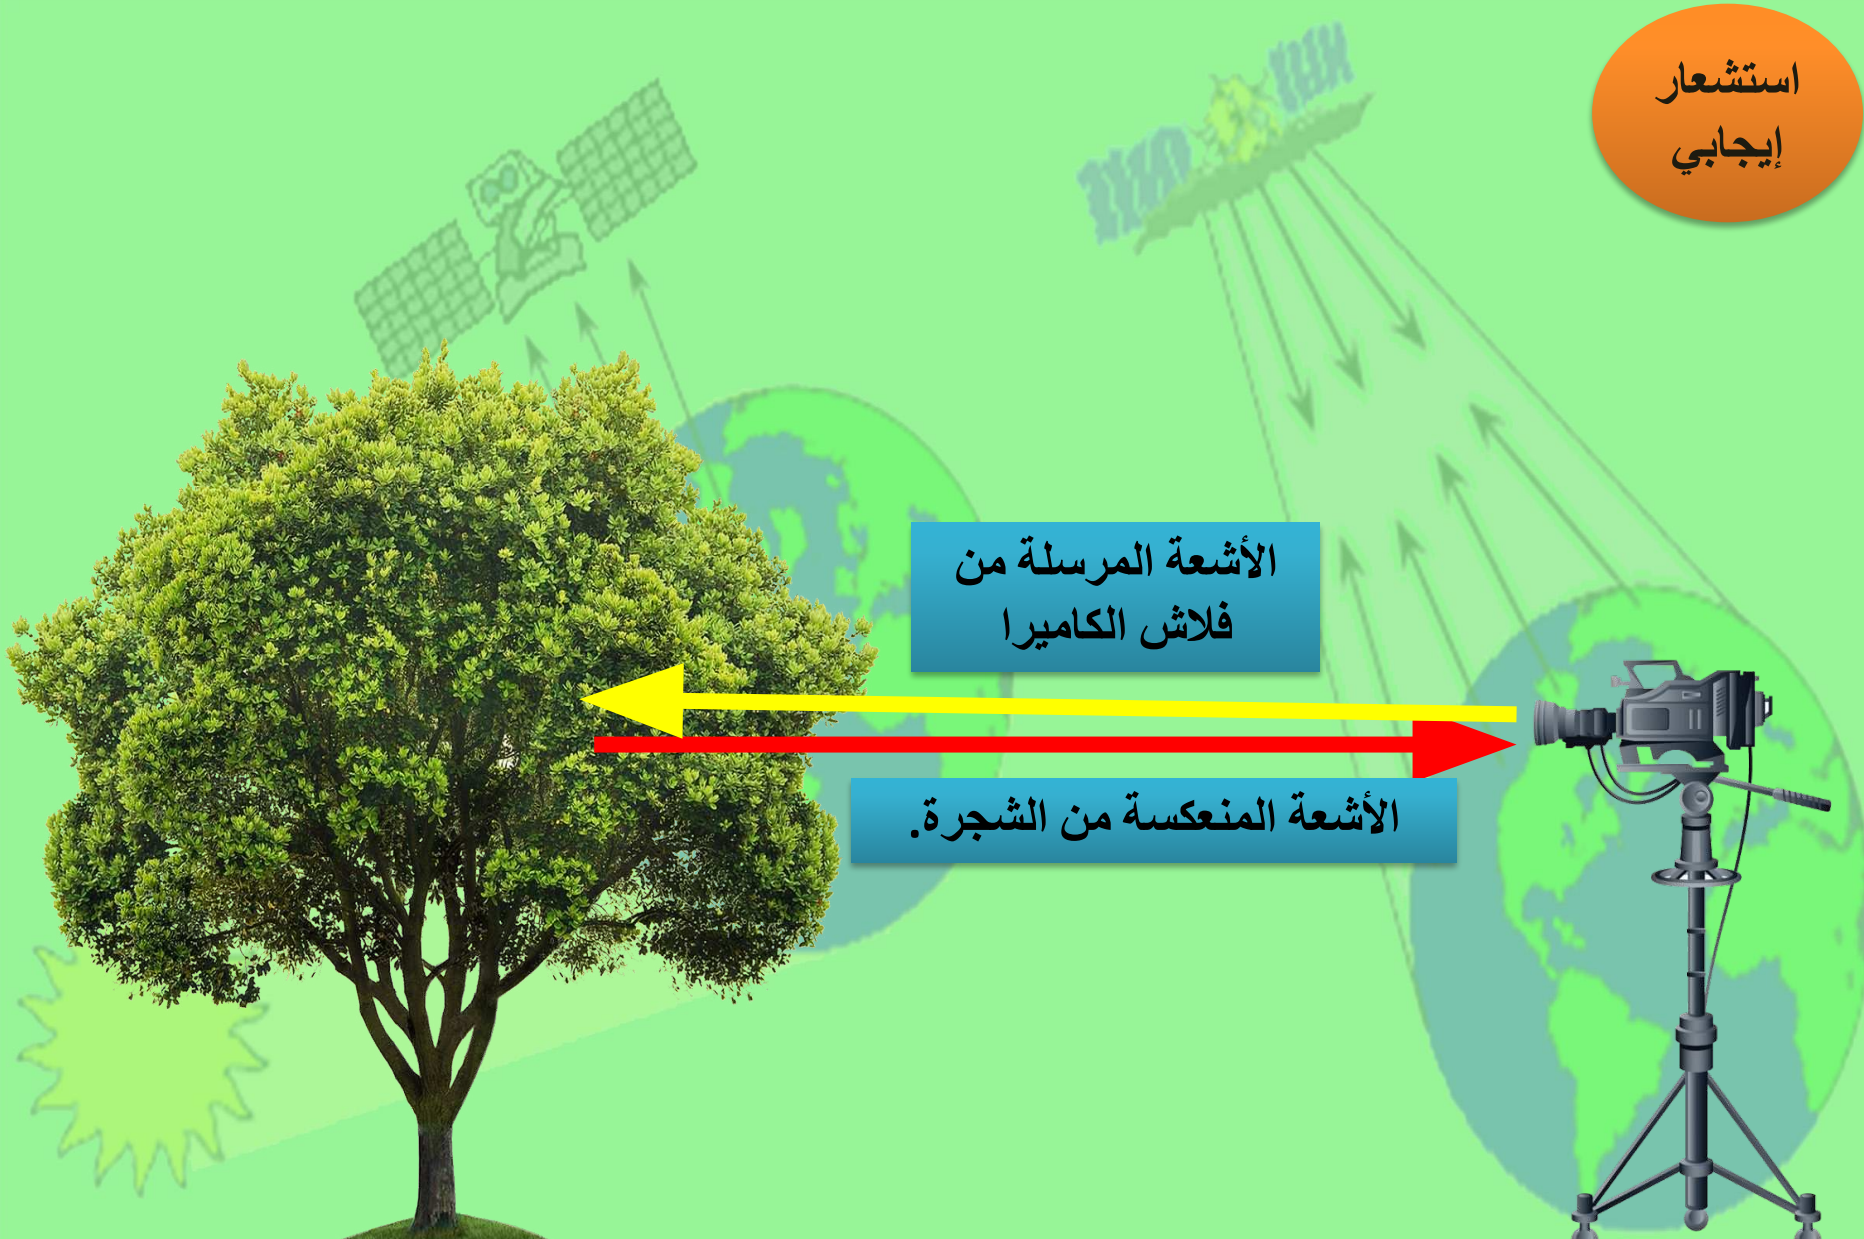 استشعار
إيجابي
الأشعة المرسلة من
فلاش الكاميرا
الأشعة المنعكسة من الشجرة.